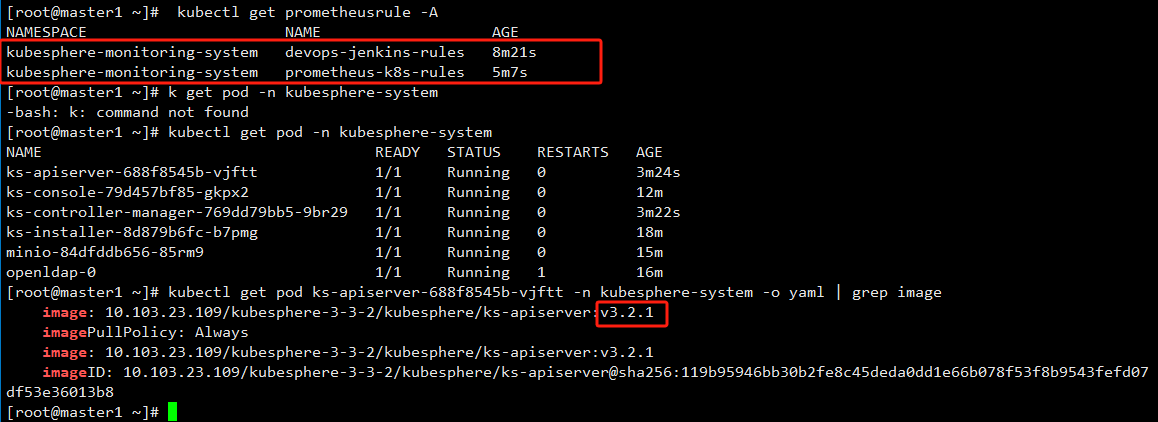 [root@master1 ~]#  kubectl get prometheusrule -A
NAMESPACE                      NAME                    AGE
kubesphere-monitoring-system   devops-jenkins-rules   8m21s
kubesphere-monitoring-system   prometheus-k8s-rules   5m7s
[root@master1 ~]# k get pod -n kubesphere-system
-bash: k: command not found
[root@master1 ~]# kubectl get pod -n kubesphere-system
NAME                                     READY   STATUS    RESTARTS   AGE
ks-apiserver-688f8545b-vjftt             1/1     Running   0          3m24s
ks-console-79d457bf85-gkpx2              1/1     Running   0          12m
ks-controller-manager-769dd79bb5-9br29   1/1     Running   0          3m22s
ks-installer-8d879b6fc-b7pmg             1/1     Running   0          18m
minio-84dfddb656-85rm9                   1/1     Running   0          15m
openldap-0                               1/1     Running   1          16m
[root@master1 ~]# kubectl get pod ks-apiserver-688f8545b-vjftt -n kubesphere-system -o yaml | grep image
    image: 10.103.23.109/kubesphere-3-3-2/kubesphere/ks-apiserver:v3.2.1
    imagePullPolicy: Always
    image: 10.103.23.109/kubesphere-3-3-2/kubesphere/ks-apiserver:v3.2.1
    imageID: 10.103.23.109/kubesphere-3-3-2/kubesphere/ks-apiserver@sha256:119b95946bb30b2fe8c45deda0dd1e66b078f53f8b9543fefd07
df53e36013b8
[root@master1 ~]#